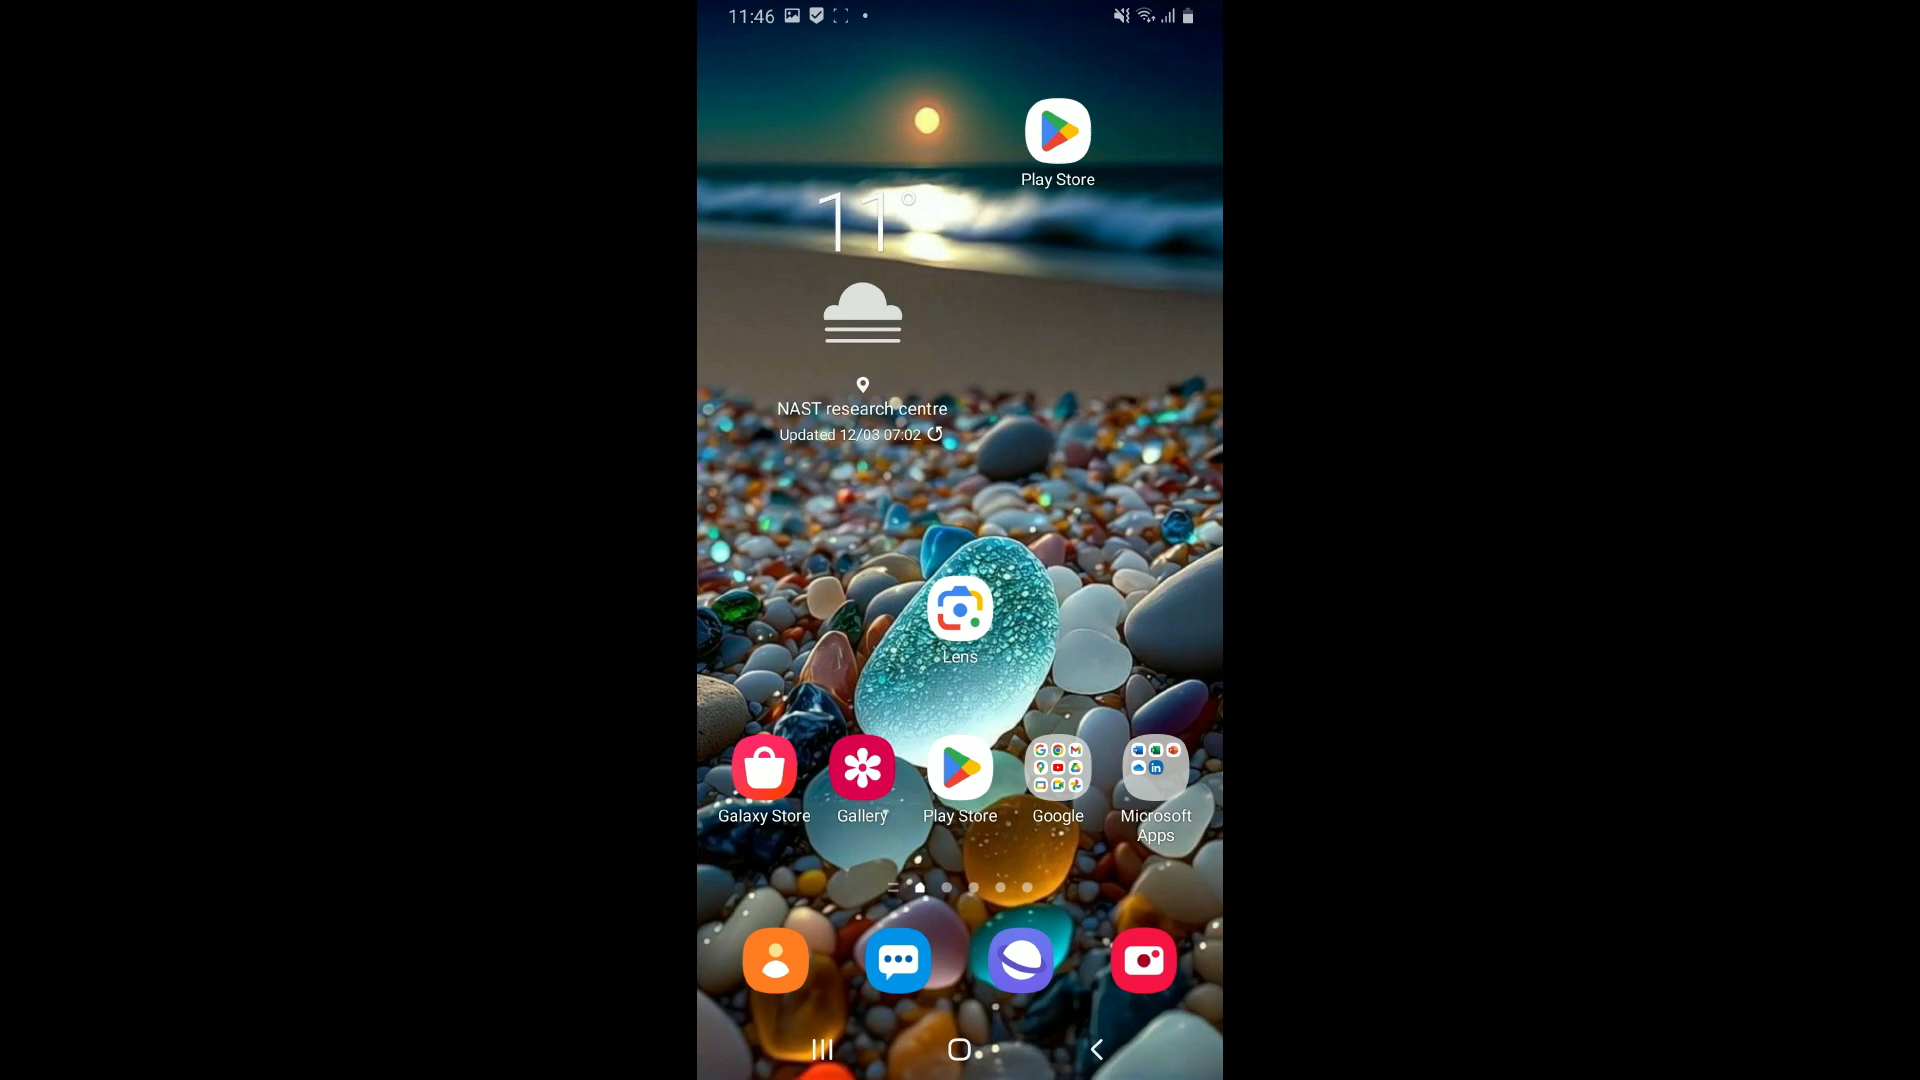 11:46
Play Store
11°
NAST research centre
Updated 12/03 07:02
Lens
Galaxy Store
Gallery
Play Store
Google
Microsoft
Apps